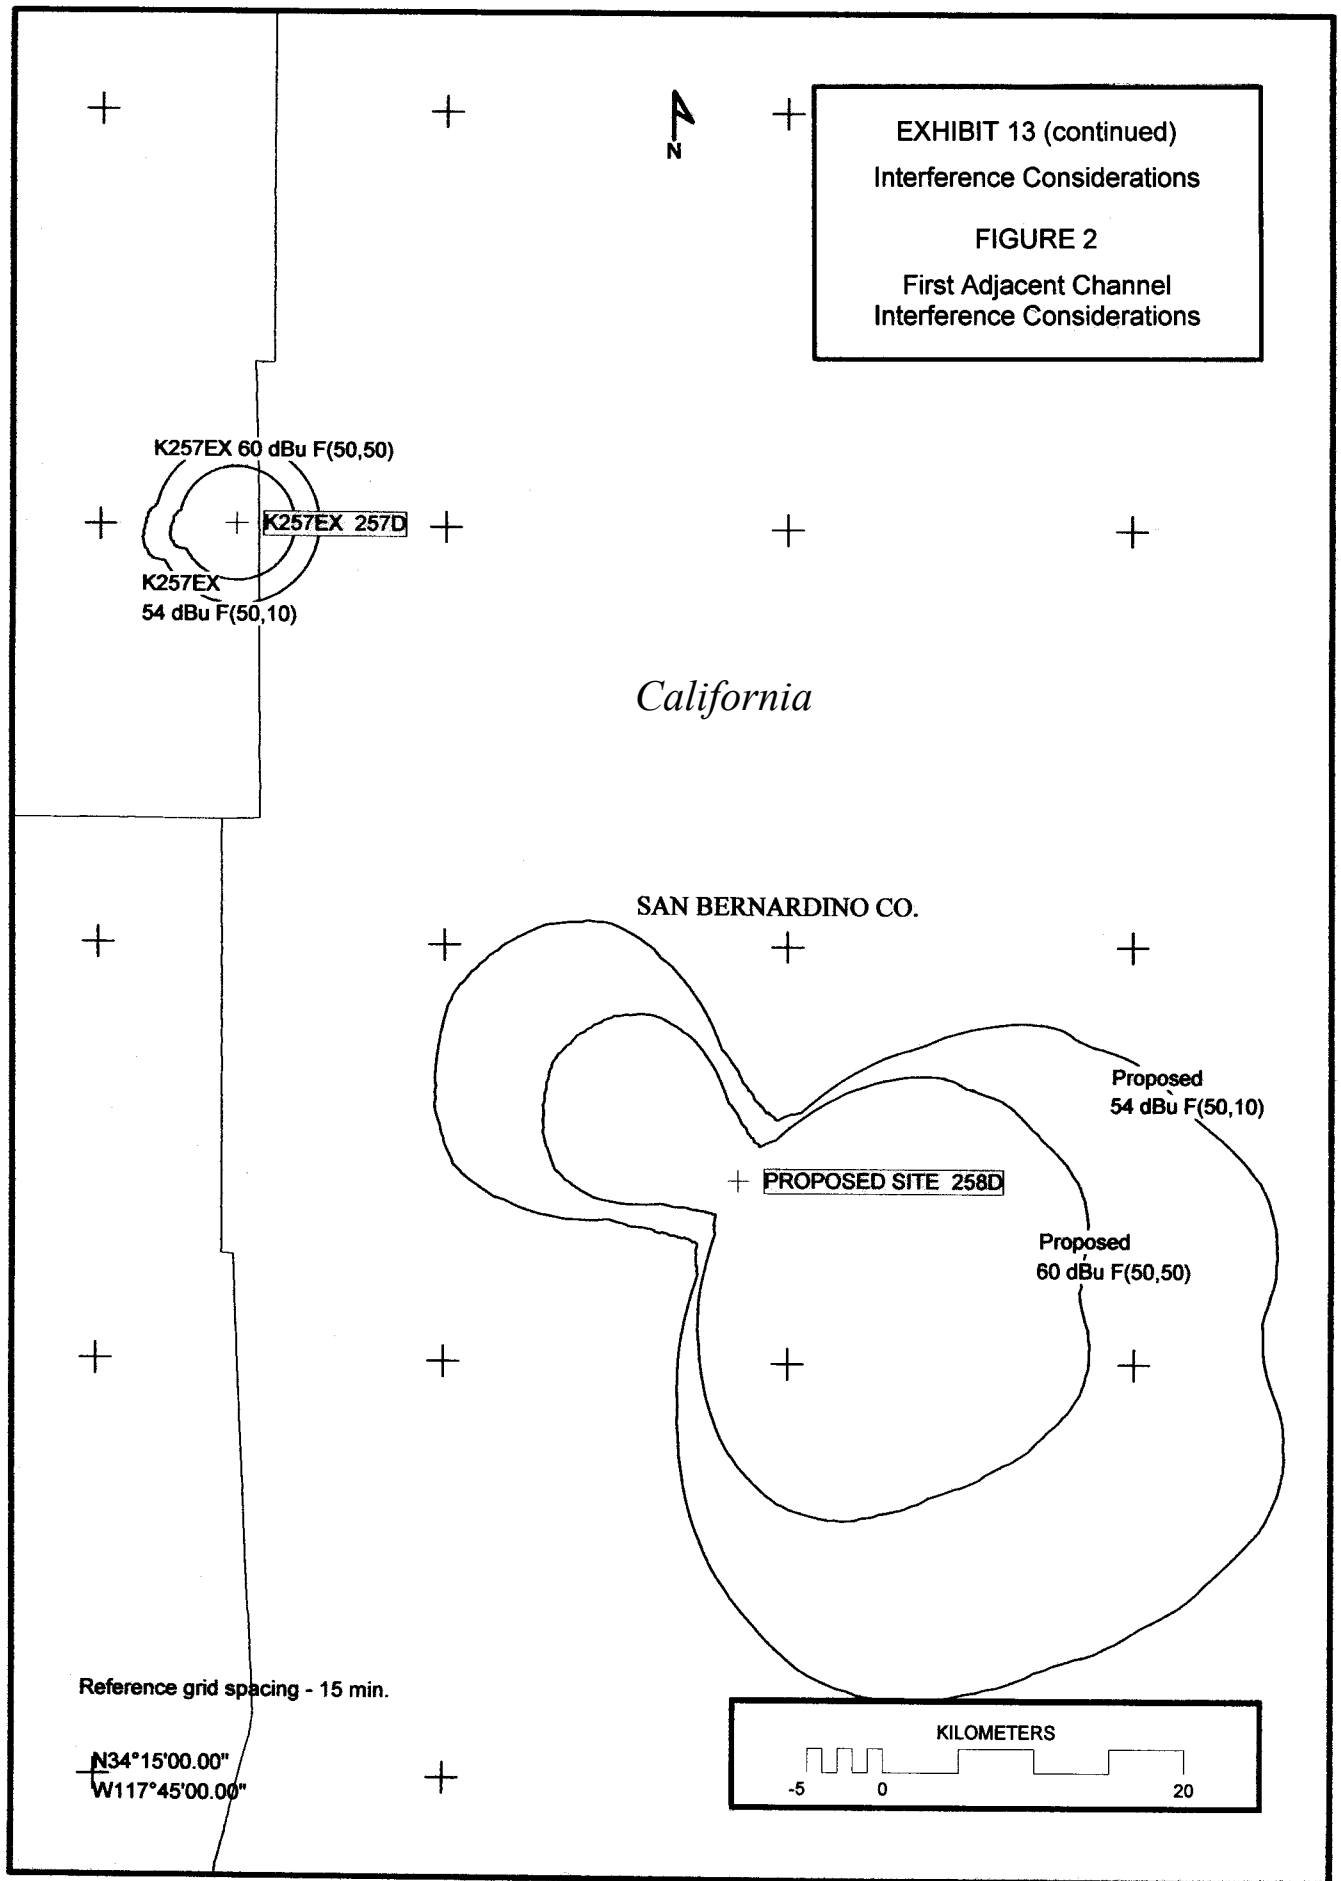 N
EXHIBIT 13 (continued)
Interference Considerations
FIGURE 2
First Adjacent Channel
Interference Considerations
K257EX 60 dBu F(50,50)
K257EX 257D
K257EX
54 dBu F(50,10)
California
SAN BERNARDINO CO.
Proposed
54 dBu F(50,10)
PROPOSED SITE 258D
Proposed
60 dBu F(50,50)
Reference grid spacing - 15 min.
N34°15'00.00"
W117°45'00.00"
KILOMETERS
-5 0 20